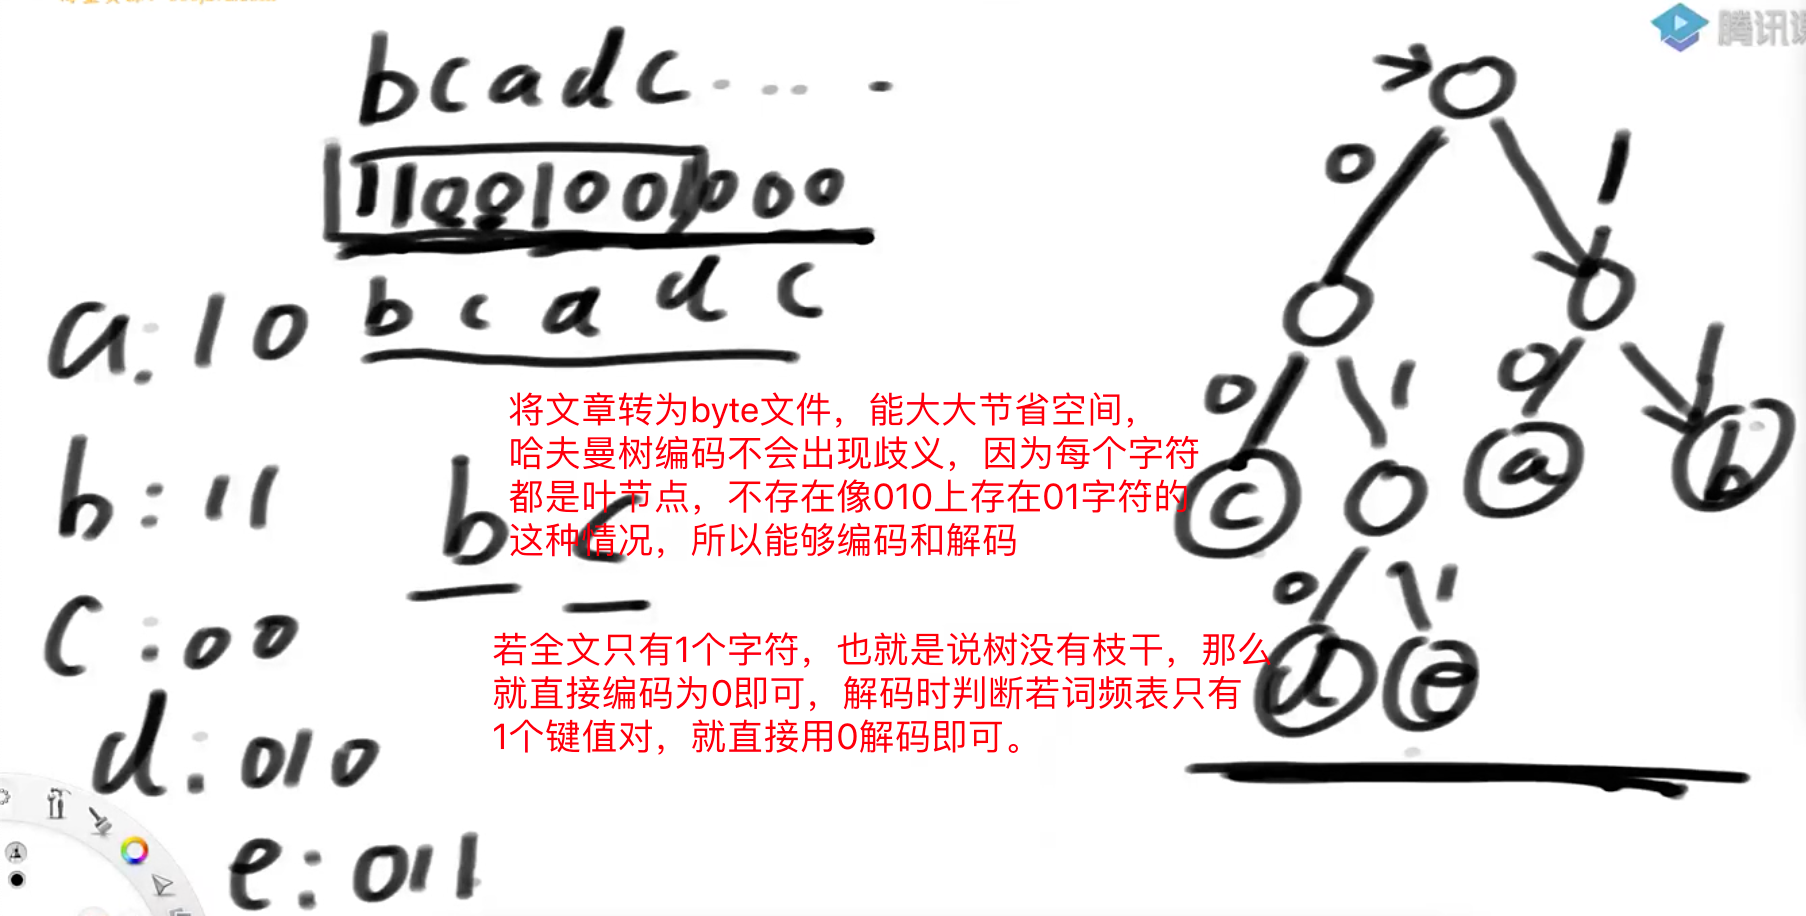 腾讯课
bcadc
11001001000
b c a d c
a:10
b:11
c:00
d:010
e:011
b c
将文章转为byte文件，能大大节省空间，
哈夫曼树编码不会出现歧义，因为每个字符
都是叶节点，不存在像010上存在01字符的
这种情况，所以能够编码和解码
若全文只有1个字符，也就是说树没有枝干，那么
就直接编码为0即可，解码时判断若词频表只有
1个键值对，就直接用0解码即可。
0 1
0 1 0 1
c a b
0 1
d e